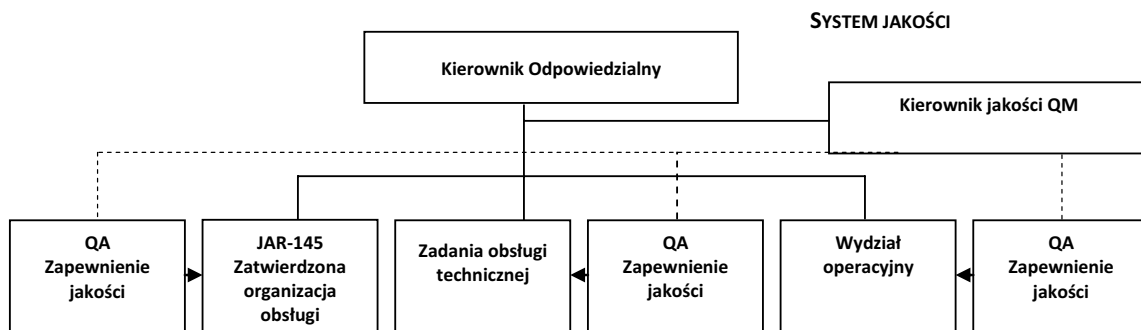 SYSTEM JAKOŚCI
Kierownik Odpowiedzialny
Kierownik jakości QM
QA
Zapewnienie
jakości
JAR-145
Zatwierdzona
organizacja
obsługi
Zadania obsługi
technicznej
QA
Zapewnienie
jakości
Wydział
operacyjny
QA
Zapewnienie
jakości